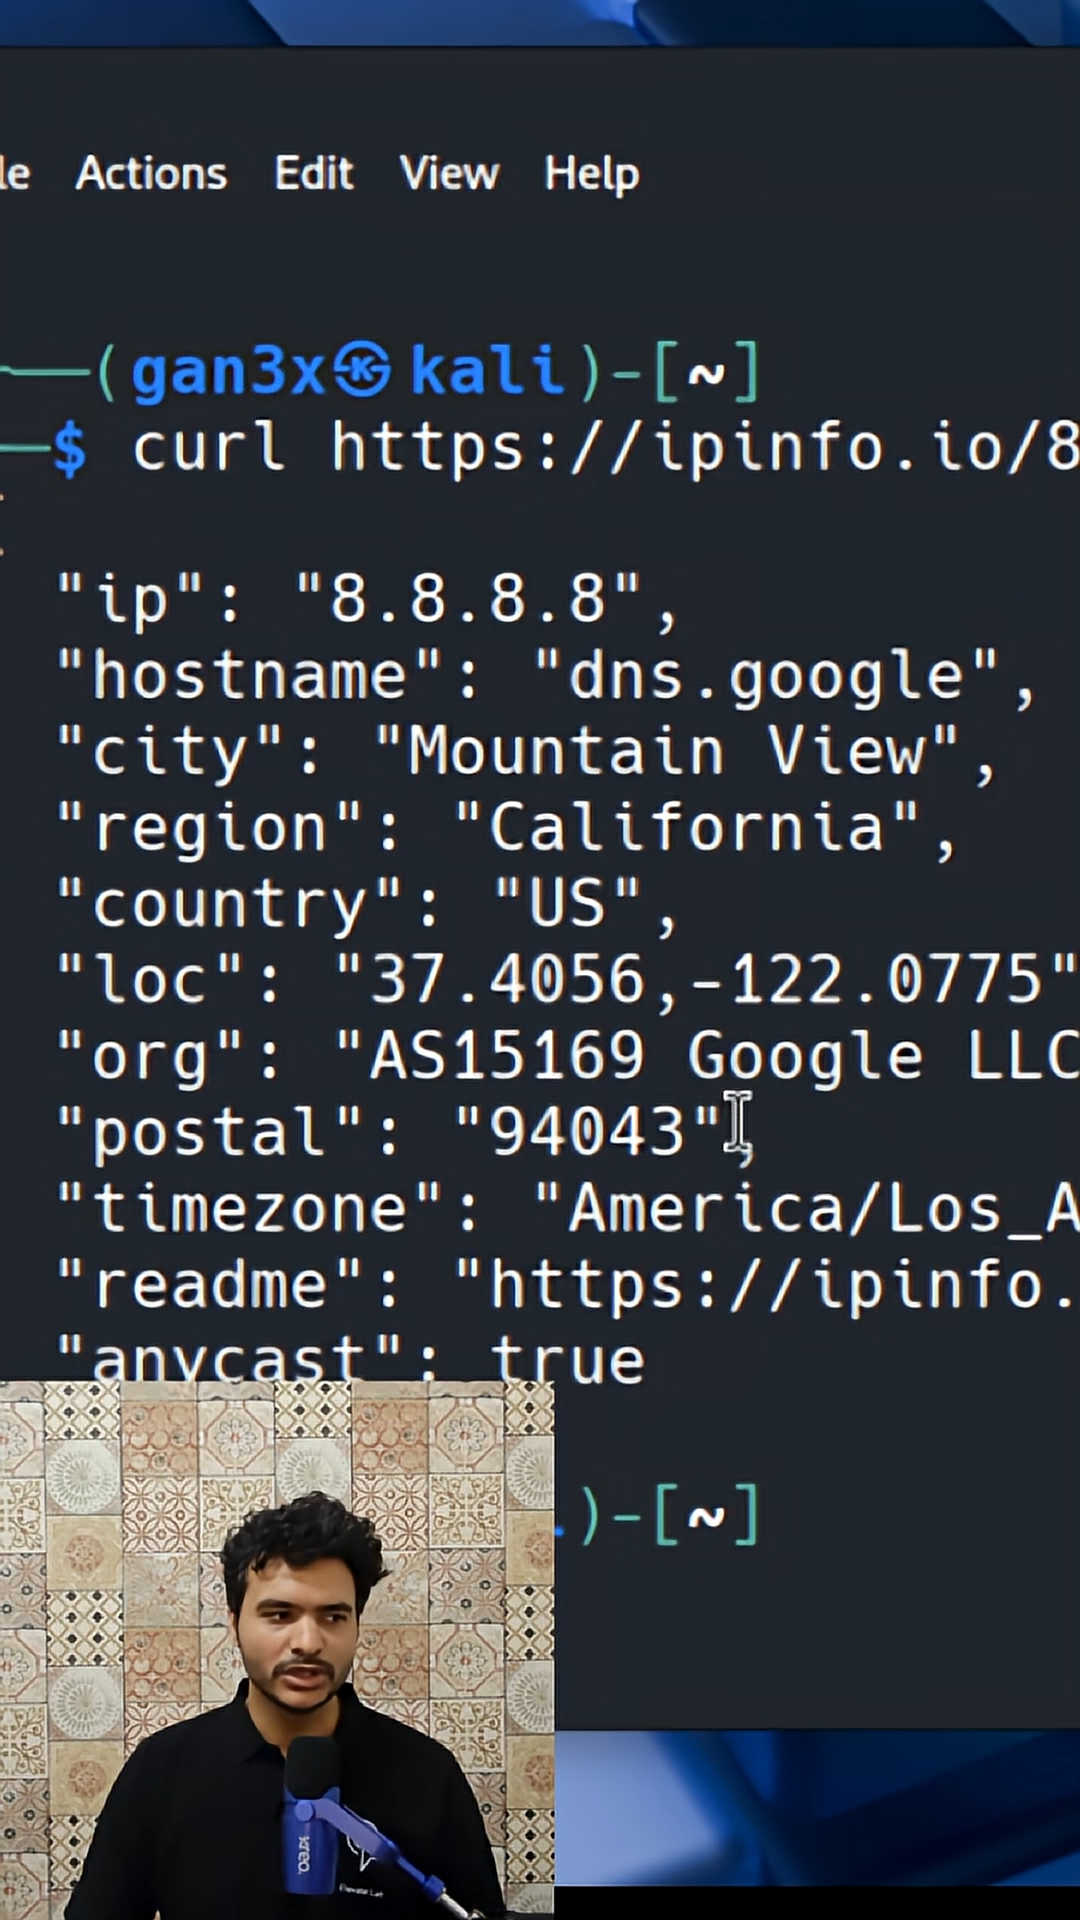 le Actions Edit View Help
(gan3x㉿kali)-[~]
$ curl https://ipinfo.io/8
"ip": "8.8.8.8",
"hostname": "dns.google",
"city": "Mountain View",
"region": "California",
"country": "US",
"loc": "37.4056,-122.0775"
"org": "AS15169 Google LLC
"postal": "94043",
"timezone": "America/Los_A
"readme": "https://ipinfo.
"anycast": true
)-[~]
kreo